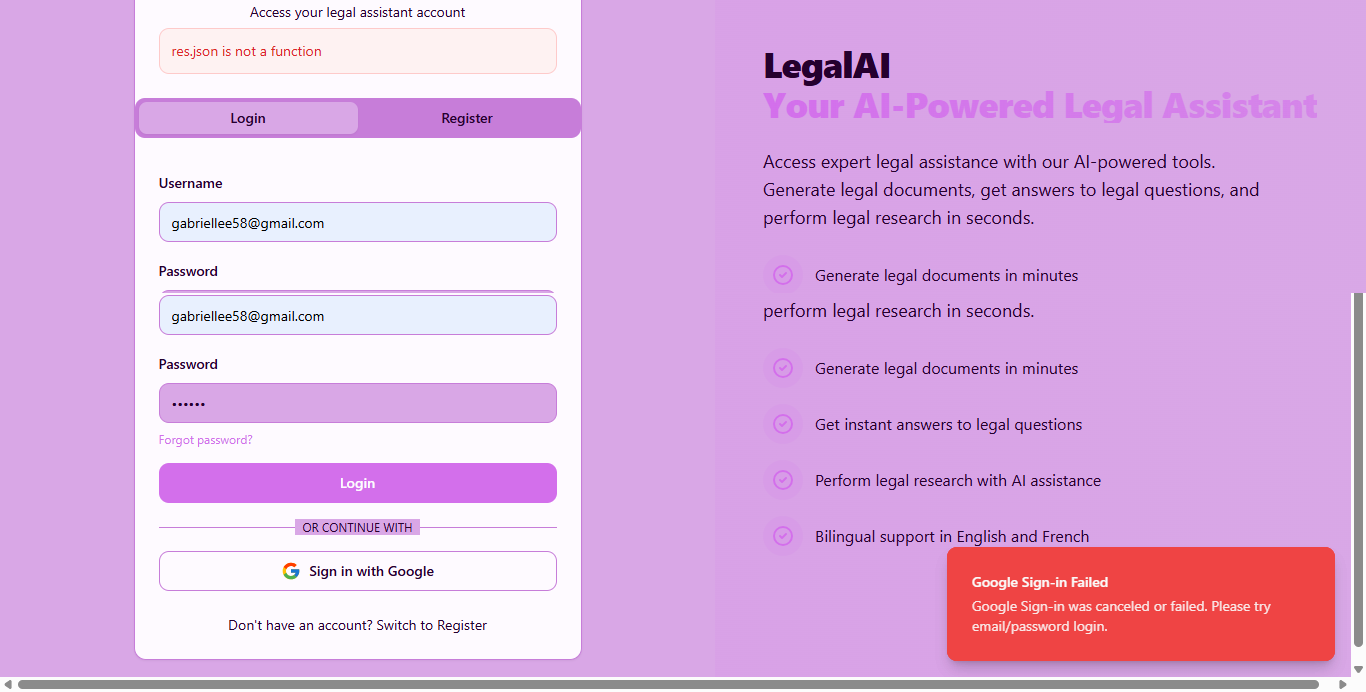 Access your legal assistant account
res.json is not a function
Login
Register
Username
gabriellee58@gmail.com
Password
gabriellee58@gmail.com
Password
••••••
Forgot password?
Login
OR CONTINUE WITH
Sign in with Google
Don't have an account? Switch to Register
LegalAI
Your AI-Powered Legal Assistant
Access expert legal assistance with our AI-powered tools.
Generate legal documents, get answers to legal questions, and
perform legal research in seconds.
Generate legal documents in minutes
perform legal research in seconds.
Generate legal documents in minutes
Get instant answers to legal questions
Perform legal research with AI assistance
Bilingual support in English and French
Google Sign-in Failed
Google Sign-in was canceled or failed. Please try
email/password login.